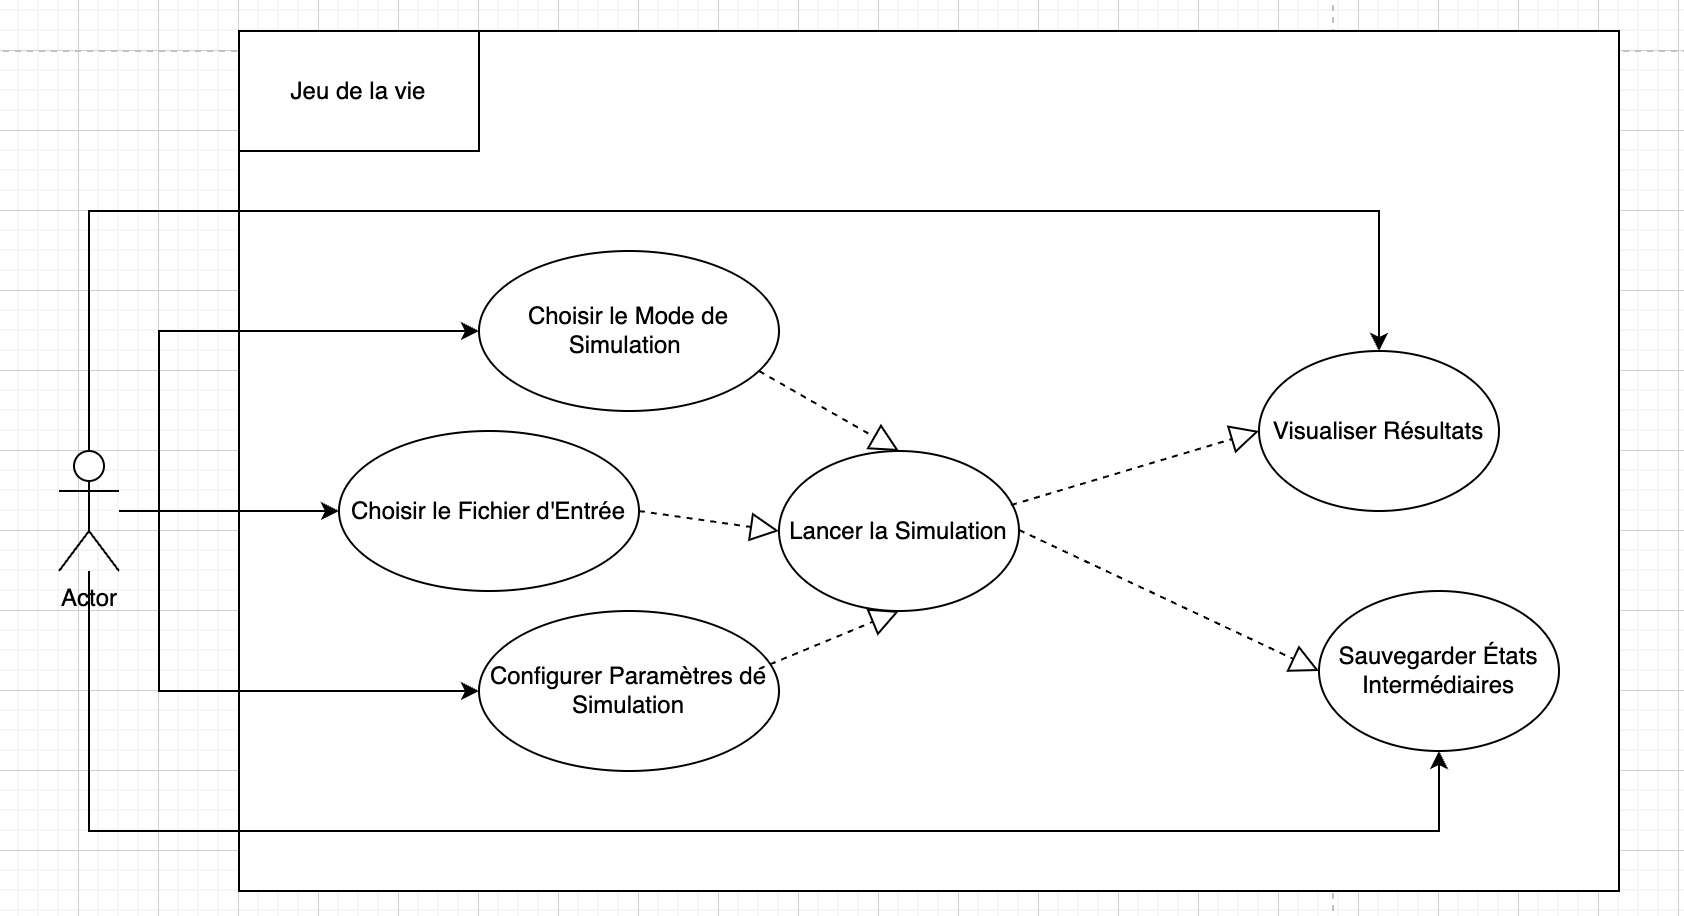 Jeu de la vie
Choisir le Mode de
Simulation
Visualiser Résultats
Choisir le Fichier d'Entrée
Lancer la Simulation
Actor
Configurer Paramètres de
Simulation
Sauvegarder États
Intermédiaires